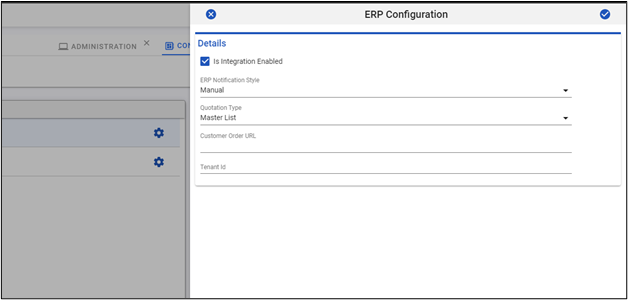 ERP Configuration
ADMINISTRATION
CON
Details
Is Integration Enabled
ERP Notification Style
Manual
Quotation Type
Master List
Customer Order URL
Tenant Id